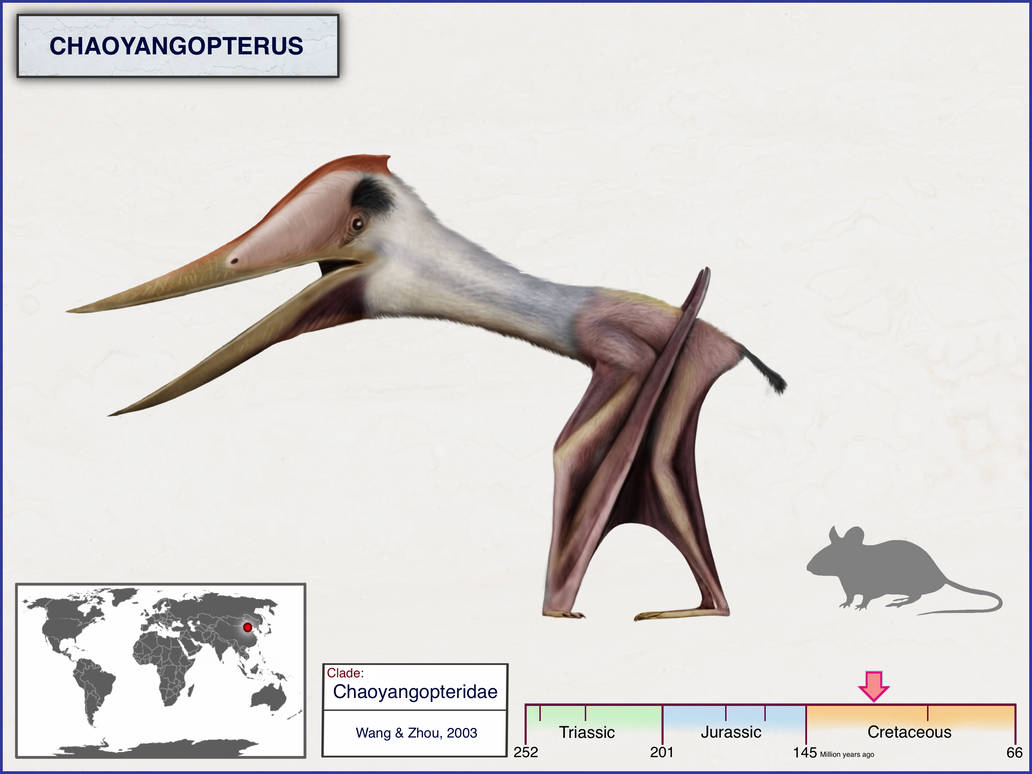 CHAOYANGOPTERUS
Clade:
Chaoyangopteridae
Wang & Zhou, 2003
Triassic
Jurassic
Cretaceous
252
201
145 Million years ago
66